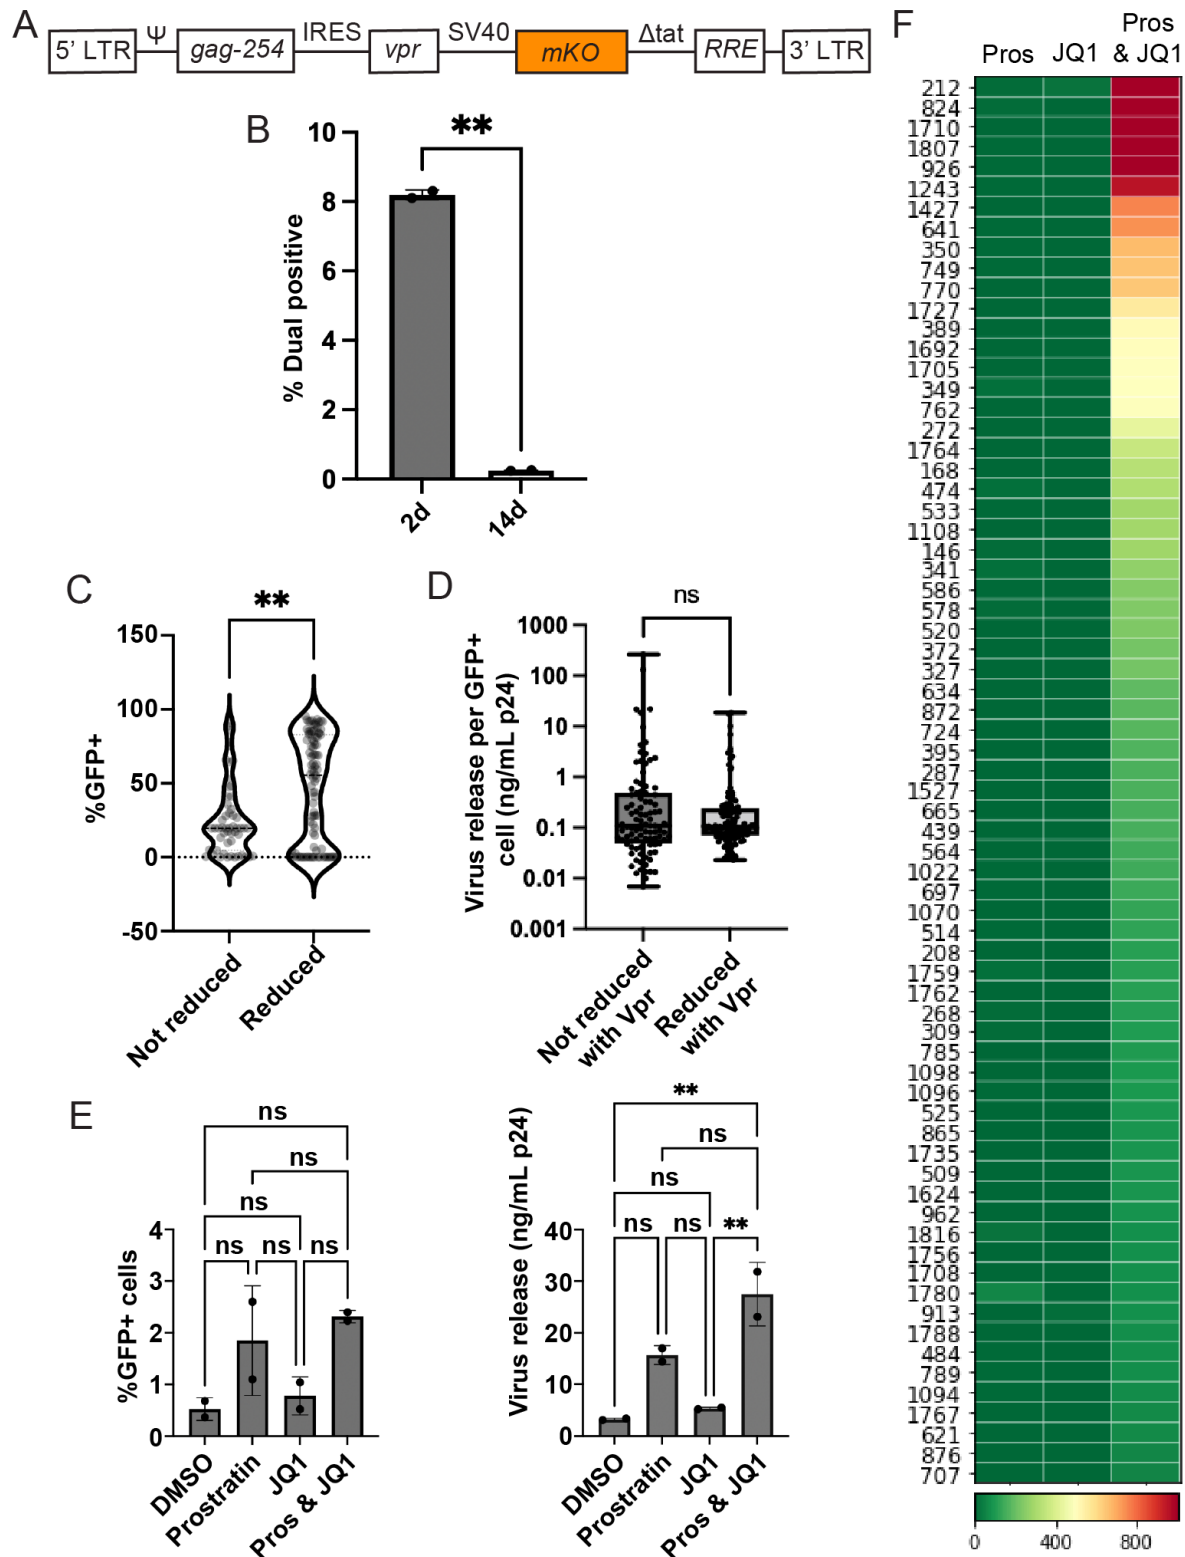 A
5' LTR
Ψ
gag-254
IRES
vpr
SV40
mKO
Δtat
RRE
3' LTR
B
**
% Dual positive
10
8
6
4
2
0
2d
14d
C
**
%GFP+
150
100
50
0
-50
Not reduced
Reduced
D
ns
Virus release per GFP+
cell (ng/mL p24)
1000
100
10
1
0.1
0.01
0.001
Not reduced
with Vpr
Reduced
with Vpr
E
ns
ns
ns
ns
ns
ns
%GFP+ cells
4
3
2
1
0
DMSO
Prostratin
JQ1
Pros & JQ1
**
ns
ns
ns
ns
**
Virus release (ng/mL p24)
40
30
20
10
0
DMSO
Prostratin
JQ1
Pros & JQ1
F
Pros
JQ1
Pros
& JQ1
212
824
1710
1807
926
1243
1427
641
350
749
770
1727
389
1692
1705
349
762
272
1764
168
474
533
1108
146
341
586
578
520
372
327
634
872
724
395
287
1527
665
439
564
1022
697
1070
514
208
1759
1762
268
309
785
1098
1096
525
865
1735
509
1624
962
1816
1756
1708
1780
913
1788
484
789
1094
1767
621
876
707
0
400
800